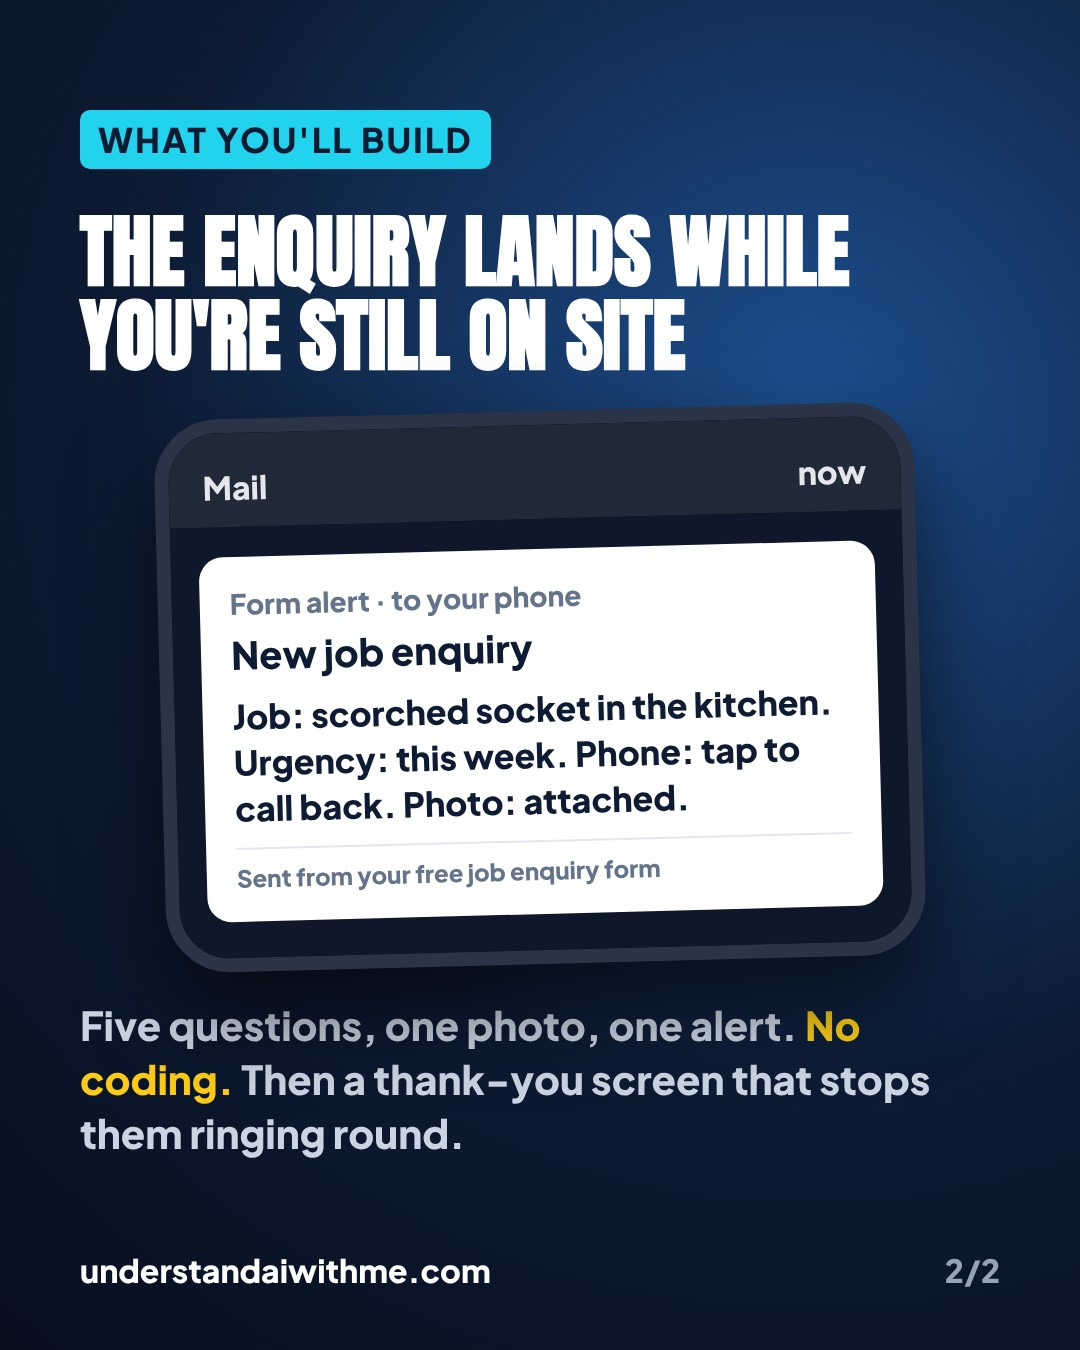 WHAT YOU'LL BUILD
THE ENQUIRY LANDS WHILE
YOU'RE STILL ON SITE
Mail
now
Form alert · to your phone
New job enquiry
Job: scorched socket in the kitchen.
Urgency: this week. Phone: tap to
call back. Photo: attached.
Sent from your free job enquiry form
Five questions, one photo, one alert. No
coding. Then a thank-you screen that stops
them ringing round.
understandaiwithme.com
2/2